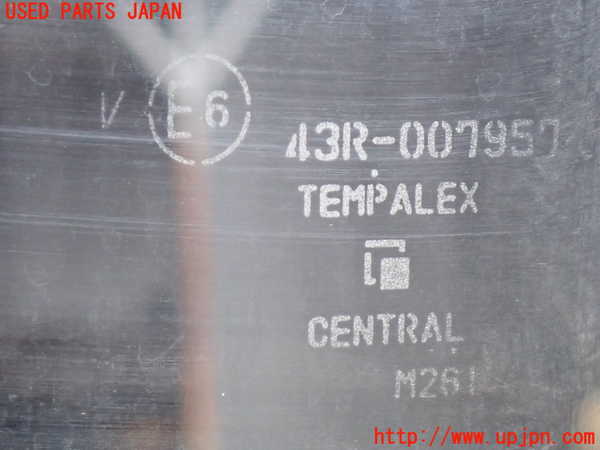 USED PARTS JAPAN
V E6
43R-007957
TEMPALEX
CENTRAL
M261
http://www.upjpn.com/